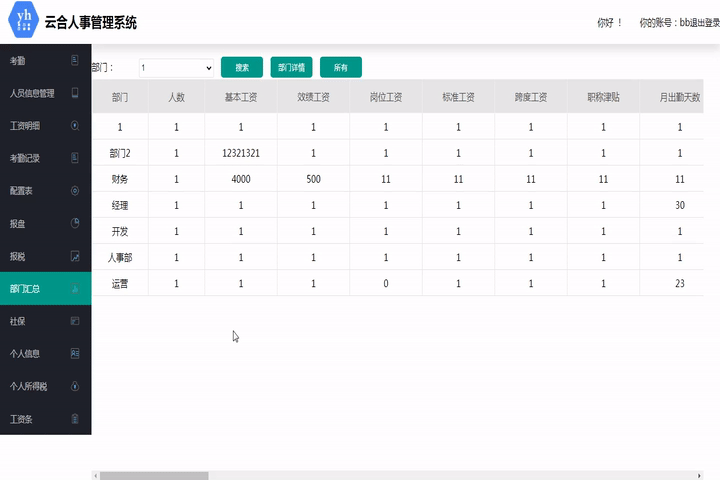 yh
云合人事管理系统
你好 ！ 你的账号：bb退出登录
考勤
人员信息管理
工资明细
考勤记录
配置表
报盘
报税
部门汇总
社保
个人信息
个人所得税
工资条
部门： 1 搜索 部门详情 所有
部门 人数 基本工资 效绩工资 岗位工资 标准工资 跨度工资 职称津贴 月出勤天数
1 1 1 1 1 1 1 1 1
部门2 1 12321321 1 1 1 1 1 1
财务 1 4000 500 11 11 11 11 11
经理 1 1 1 1 1 1 1 30
开发 1 1 1 1 1 1 1 1
人事部 1 1 1 1 1 1 1 1
运营 1 1 1 0 1 1 1 23